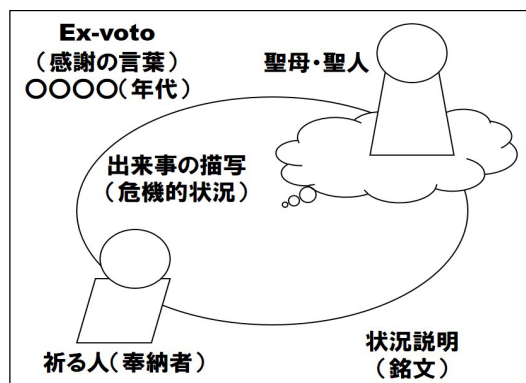 Ex-voto
(感謝の言葉)
〇〇〇〇(年代)
聖母・聖人
出来事の描写
(危機的状況)
祈る人(奉納者)
状況説明
(銘文)